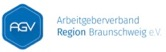 AGV
Arbeitgeberverband
Region Braunschweig e.V.